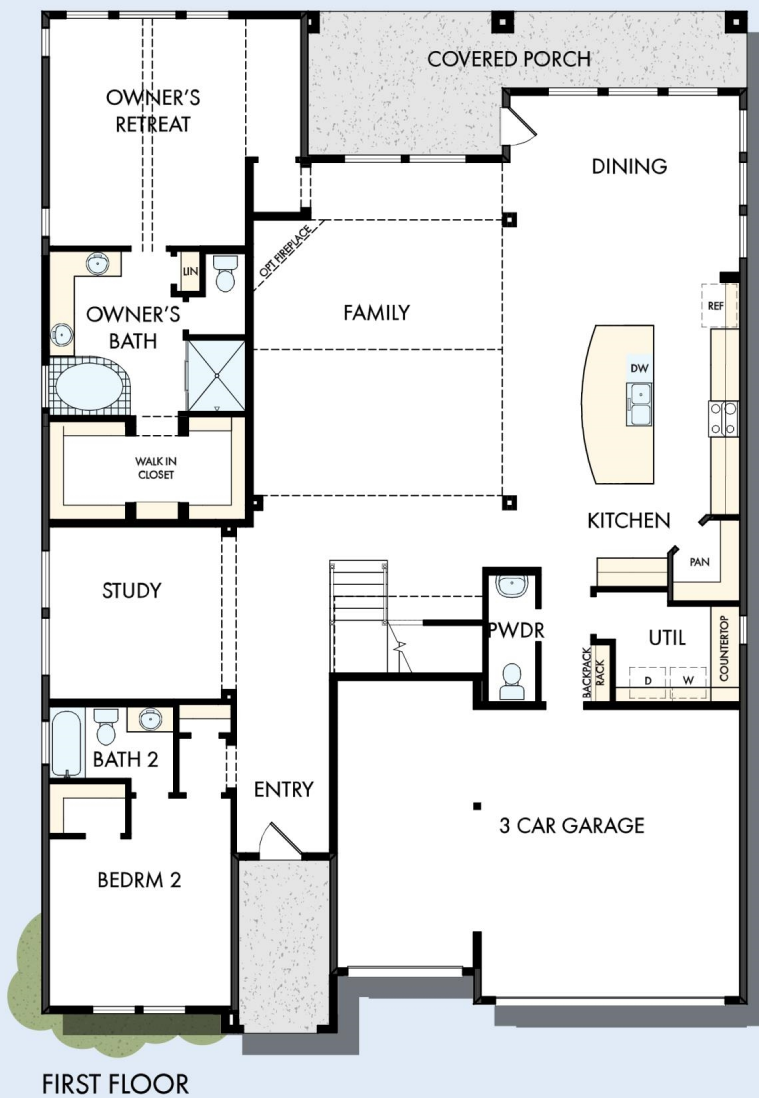 COVERED PORCH
OWNER'S
RETREAT
DINING
OPT FIREPLACE
LIN
REF
OWNER'S
BATH
FAMILY
DW
WALK IN
CLOSET
KITCHEN
PAN
STUDY
PWDR
UTIL
COUNTERTOP
BACKPACK
RACK
D
W
BATH 2
ENTRY
3 CAR GARAGE
BEDRM 2
FIRST FLOOR